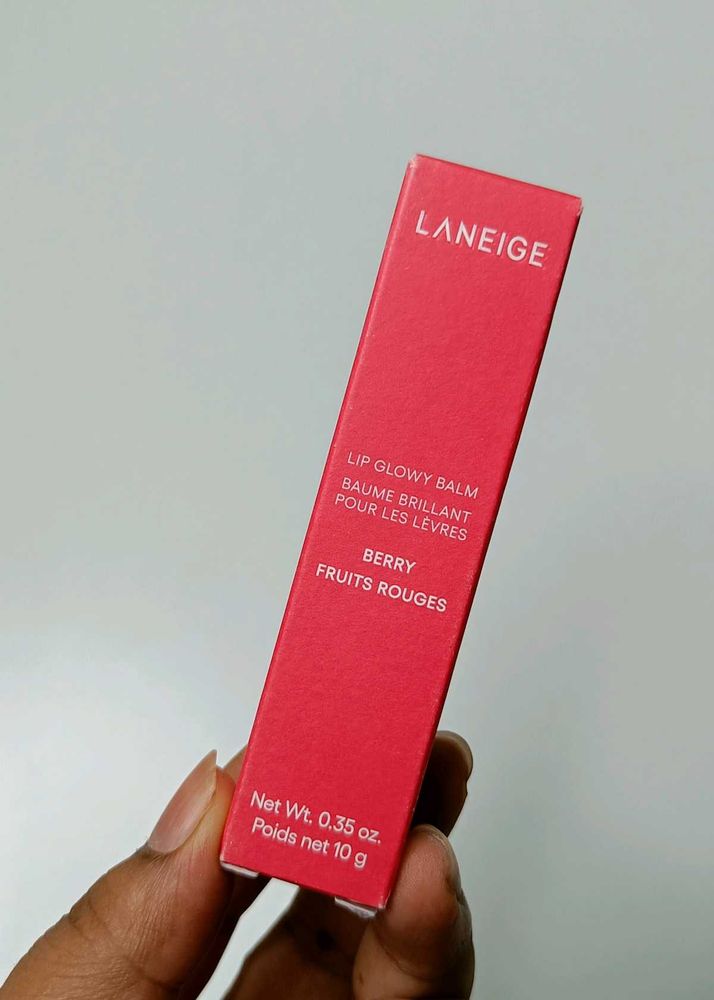 LANEIGE
LIP GLOWY BALM
BAUME BRILLANT
POUR LES LÈVRES
BERRY
FRUITS ROUGES
Net Wt. 0.35 oz.
Poids net 10 g